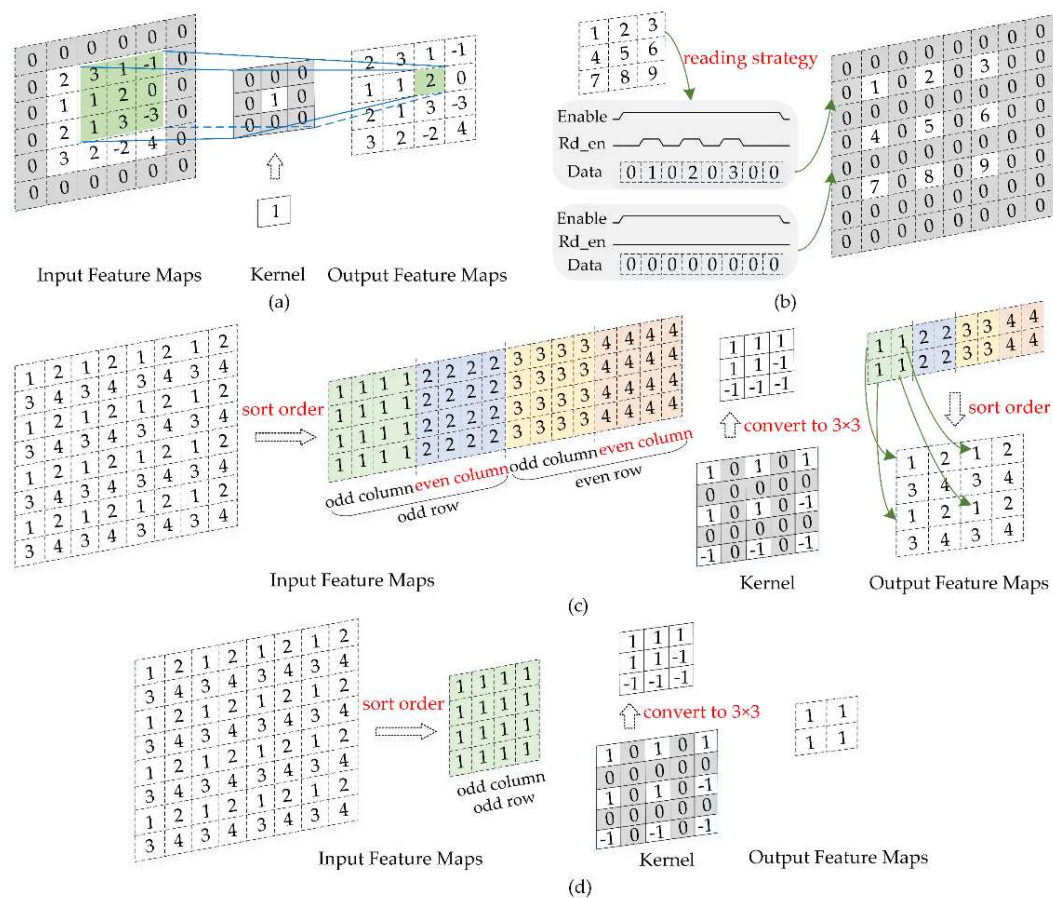 (a)
0 0 0 0 0 0
0 2 3 1 -1 0
0 1 1 2 0 0
0 2 1 3 -3 0
0 3 2 -2 4 0
0 0 0 0 0 0
Input Feature Maps
0 0 0
0 1 0
0 0 0
1
Kernel
2 3 1 -1
1 1 2 0
2 1 3 -3
3 2 -2 4
Output Feature Maps
(a)
(b)
1 2 3
4 5 6
7 8 9
reading strategy
Enable
Rd_en
Data 0 1 0 2 0 3 0 0
Enable
Rd_en
Data 0 0 0 0 0 0 0 0
0 0 0 0 0 0 0 0
0 1 0 2 0 3 0 0
0 0 0 0 0 0 0 0
0 4 0 5 0 6 0 0
0 0 0 0 0 0 0 0
0 7 0 8 0 9 0 0
0 0 0 0 0 0 0 0
0 0 0 0 0 0 0 0
(b)
1 2 1 2 1 2 1 2
3 4 3 4 3 4 3 4
1 2 1 2 1 2 1 2
3 4 3 4 3 4 3 4
1 2 1 2 1 2 1 2
3 4 3 4 3 4 3 4
1 2 1 2 1 2 1 2
3 4 3 4 3 4 3 4
sort order
1 1 1 1 2 2 2 2 3 3 3 3 4 4 4 4
1 1 1 1 2 2 2 2 3 3 3 3 4 4 4 4
1 1 1 1 2 2 2 2 3 3 3 3 4 4 4 4
1 1 1 1 2 2 2 2 3 3 3 3 4 4 4 4
odd column even column odd column even column
odd row even row
Input Feature Maps
1 1 1
1 1 -1
-1 -1 -1
convert to 3×3
1 0 1 0 1
0 0 0 0 0
1 0 1 0 -1
0 0 0 0 0
-1 0 -1 0 -1
Kernel
1 1 2 2 3 3 4 4
1 1 2 2 3 3 4 4
sort order
1 2 1 2
3 4 3 4
1 2 1 2
3 4 3 4
Output Feature Maps
(c)
1 2 1 2 1 2 1 2
3 4 3 4 3 4 3 4
1 2 1 2 1 2 1 2
3 4 3 4 3 4 3 4
1 2 1 2 1 2 1 2
3 4 3 4 3 4 3 4
1 2 1 2 1 2 1 2
3 4 3 4 3 4 3 4
Input Feature Maps
sort order
1 1 1 1
1 1 1 1
1 1 1 1
1 1 1 1
odd column
odd row
1 1 1
1 1 -1
-1 -1 -1
convert to 3×3
1 0 1 0 1
0 0 0 0 0
1 0 1 0 -1
0 0 0 0 0
-1 0 -1 0 -1
Kernel
1 1
1 1
Output Feature Maps
(d)